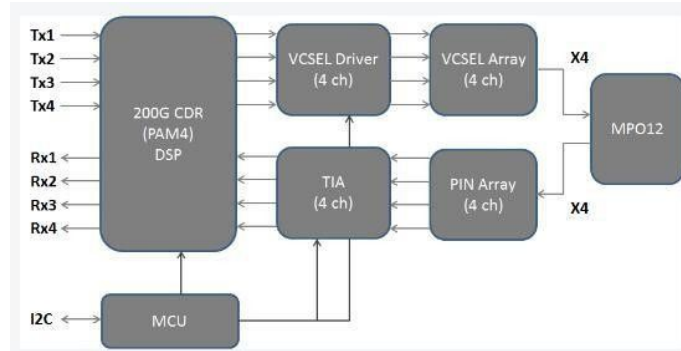 Tx1
Tx2
Tx3
Tx4
Rx1
Rx2
Rx3
Rx4
I2C
200G CDR
(PAM4)
DSP
VCSEL Driver
(4 ch)
VCSEL Array
(4 ch)
X4
MPO12
TIA
(4 ch)
PIN Array
(4 ch)
X4
MCU